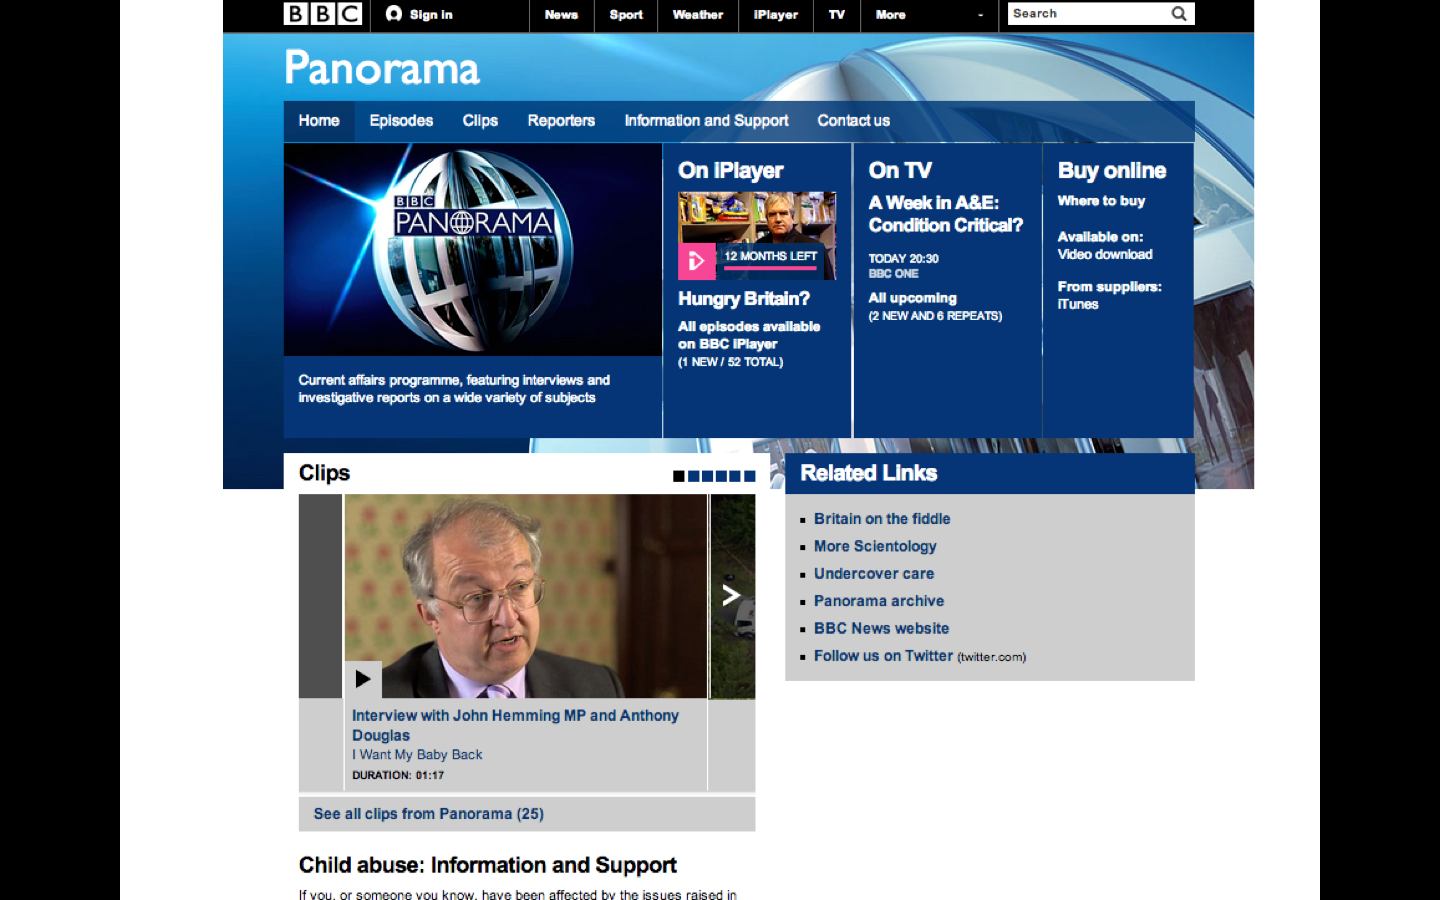 BBC Sign in News Sport Weather iPlayer TV More Search
Panorama
Home Episodes Clips Reporters Information and Support Contact us
BBC
PANORAMA
Current affairs programme, featuring interviews and
investigative reports on a wide variety of subjects
On iPlayer
12 MONTHS LEFT
Hungry Britain?
All episodes available
on BBC iPlayer
(1 NEW / 52 TOTAL)
On TV
A Week in A&E:
Condition Critical?
TODAY 20:30
BBC ONE
All upcoming
(2 NEW AND 6 REPEATS)
Buy online
Where to buy
Available on:
Video download
From suppliers:
iTunes
Clips
Interview with John Hemming MP and Anthony
Douglas
I Want My Baby Back
DURATION: 01:17
See all clips from Panorama (25)
Related Links
Britain on the fiddle
More Scientology
Undercover care
Panorama archive
BBC News website
Follow us on Twitter (twitter.com)
Child abuse: Information and Support
If you, or someone you know, have been affected by the issues raised in